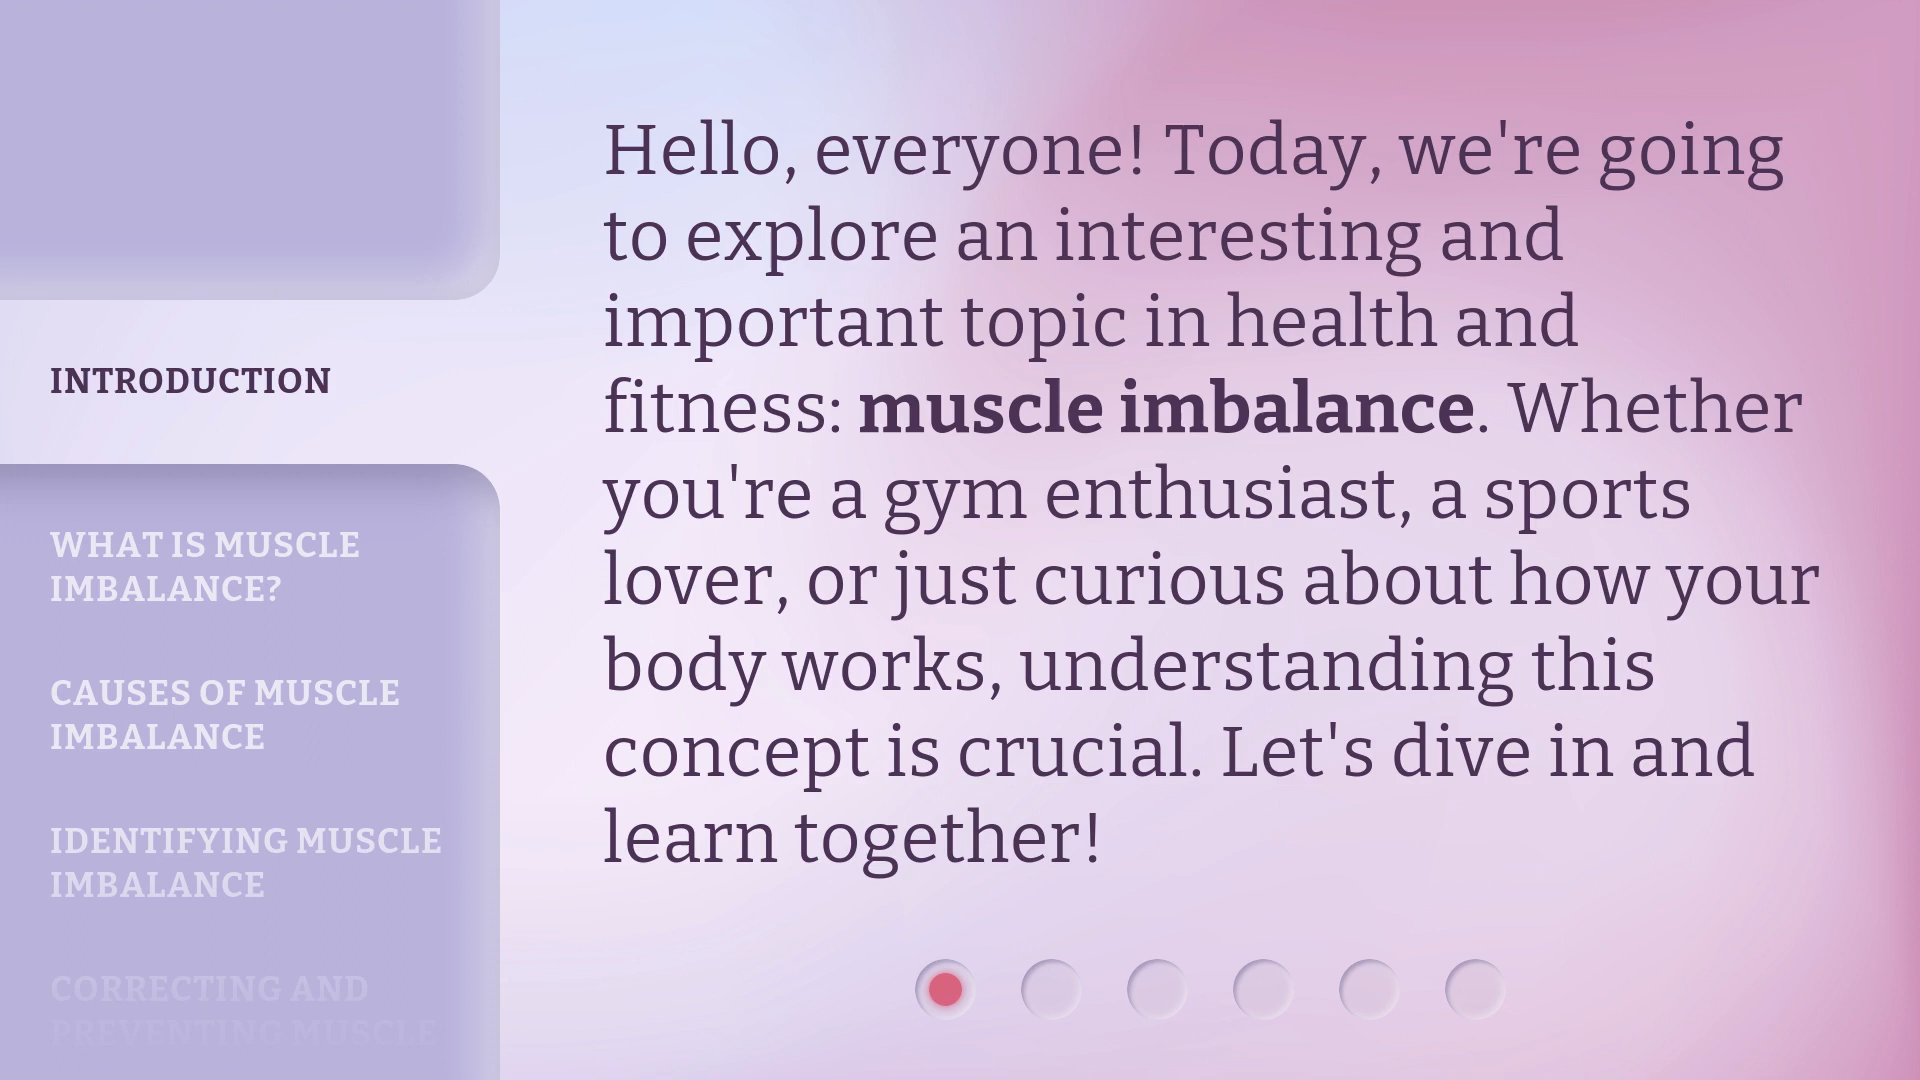 INTRODUCTION
WHAT IS MUSCLE
IMBALANCE?
CAUSES OF MUSCLE
IMBALANCE
IDENTIFYING MUSCLE
IMBALANCE
CORRECTING AND
PREVENTING MUSCLE
Hello, everyone! Today, we're going
to explore an interesting and
important topic in health and
fitness: muscle imbalance. Whether
you're a gym enthusiast, a sports
lover, or just curious about how your
body works, understanding this
concept is crucial. Let's dive in and
learn together!